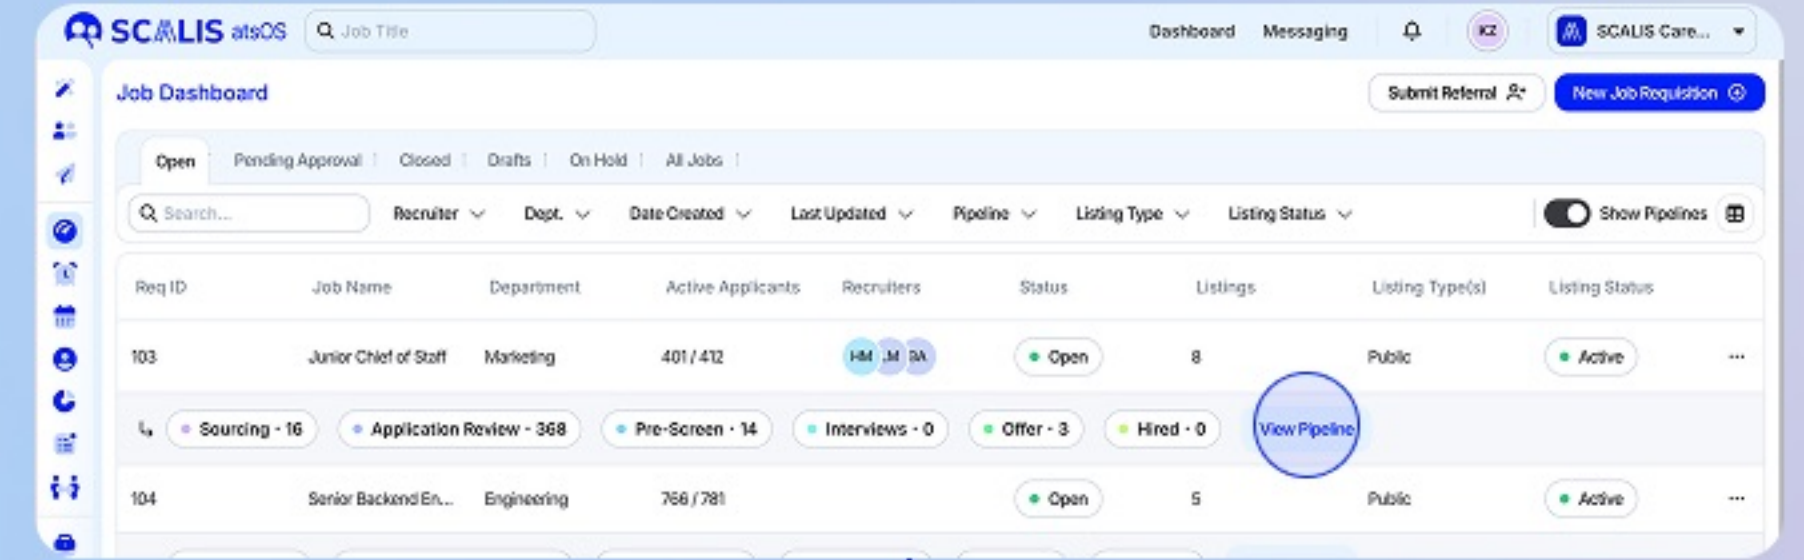 SCALIS atsOS Job Title Dashboard Messaging KZ SCALIS Care...
Job Dashboard Submit Referral New Job Requisition
Open Pending Approval Closed Drafts On Hold All Jobs
Search... Recruiter Dept. Date Created Last Updated Pipeline Listing Type Listing Status Show Pipelines
Req ID Job Name Department Active Applicants Recruiters Status Listings Listing Type(s) Listing Status
103 Junior Chief of Staff Marketing 401 / 412 HM Open 8 Public Active ...
Sourcing - 16 Application Review - 368 Pre-Screen - 14 Interviews - 0 Offer - 3 Hired - 0 View Pipeline
104 Senior Backend En... Engineering 766 / 781 Open 5 Public Active ...